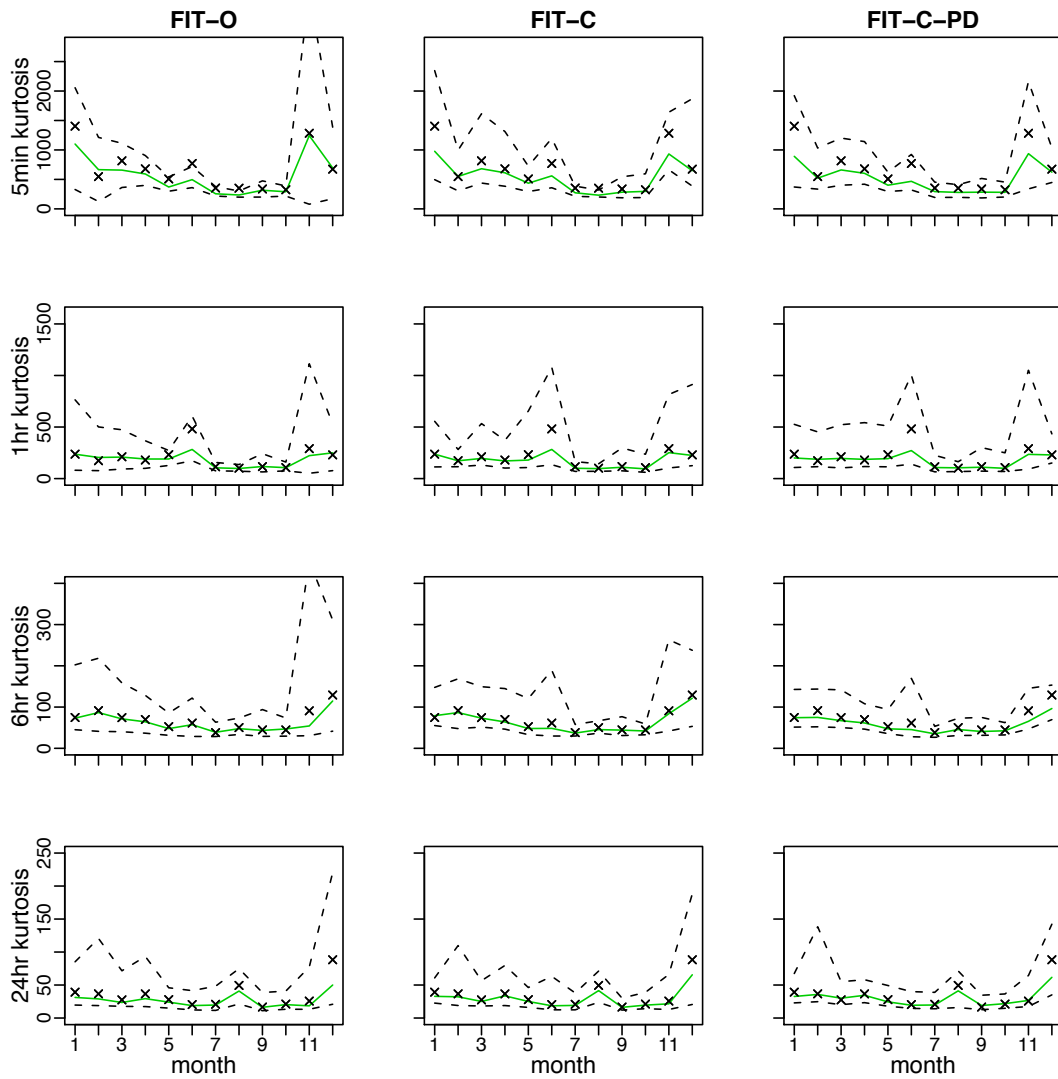 FIT–O FIT–C FIT–C–PD
5min kurtosis
0 1000 2000
1hr kurtosis
0 500 1500
6hr kurtosis
0 100 300
24hr kurtosis
0 50 150 250
1 3 5 7 9 11 1 3 5 7 9 11 1 3 5 7 9 11
month month month